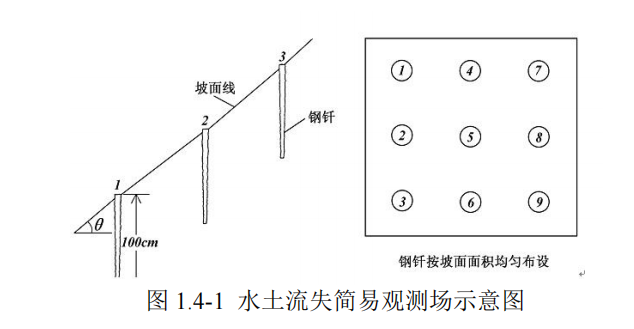 3
坡面线
2
钢钎
1
θ
100cm
1 4 7
2 5 8
3 6 9
钢钎按坡面面积均匀布设
图 1.4-1 水土流失简易观测场示意图